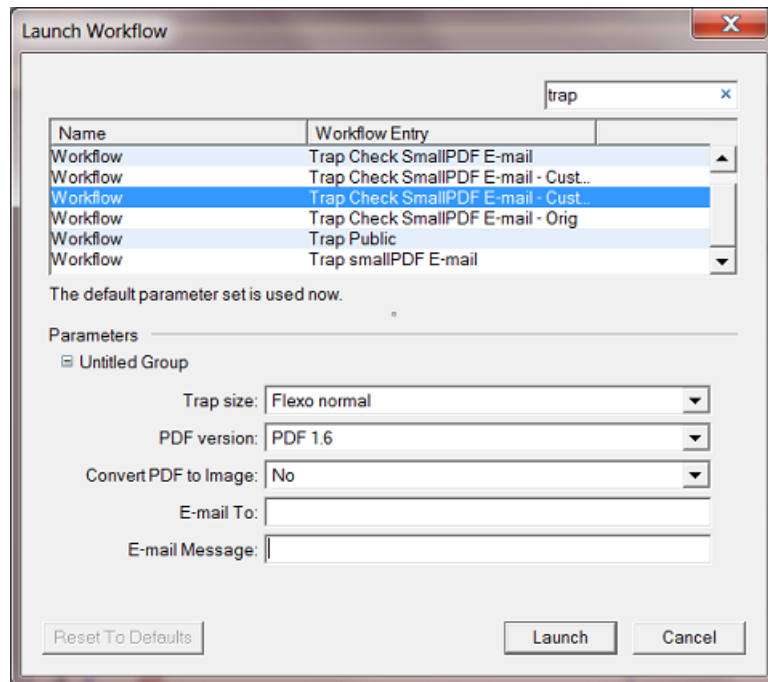 Launch Workflow
trap
Name Workflow Entry
Workflow Trap Check SmallPDF E-mail
Workflow Trap Check SmallPDF E-mail - Cust...
Workflow Trap Check SmallPDF E-mail - Cust...
Workflow Trap Check SmallPDF E-mail - Orig
Workflow Trap Public
Workflow Trap smallPDF E-mail
The default parameter set is used now.
Parameters
Untitled Group
Trap size: Flexo normal
PDF version: PDF 1.6
Convert PDF to Image: No
E-mail To:
E-mail Message:
Reset To Defaults Launch Cancel